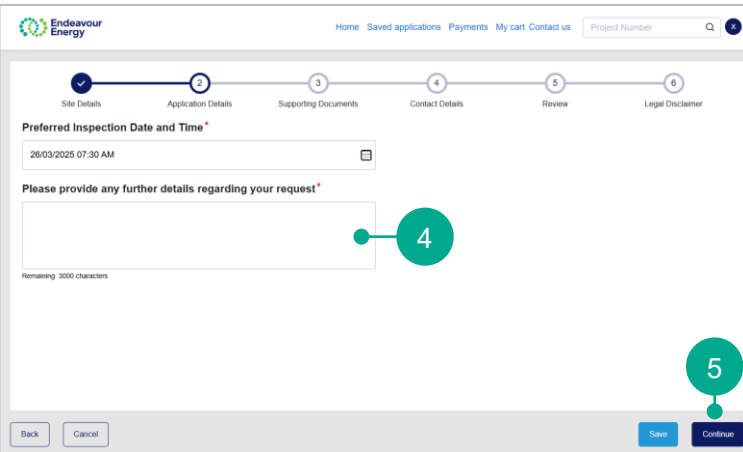 Endeavour
Energy
Home Saved applications Payments My cart Contact us Project Number X
2 3 4 5 6
Site Details Application Details Supporting Documents Contact Details Review Legal Disclaimer
Preferred Inspection Date and Time*
26/03/2025 07:30 AM
Please provide any further details regarding your request*
4
Remaining: 3000 characters
5
Back Cancel Save Continue